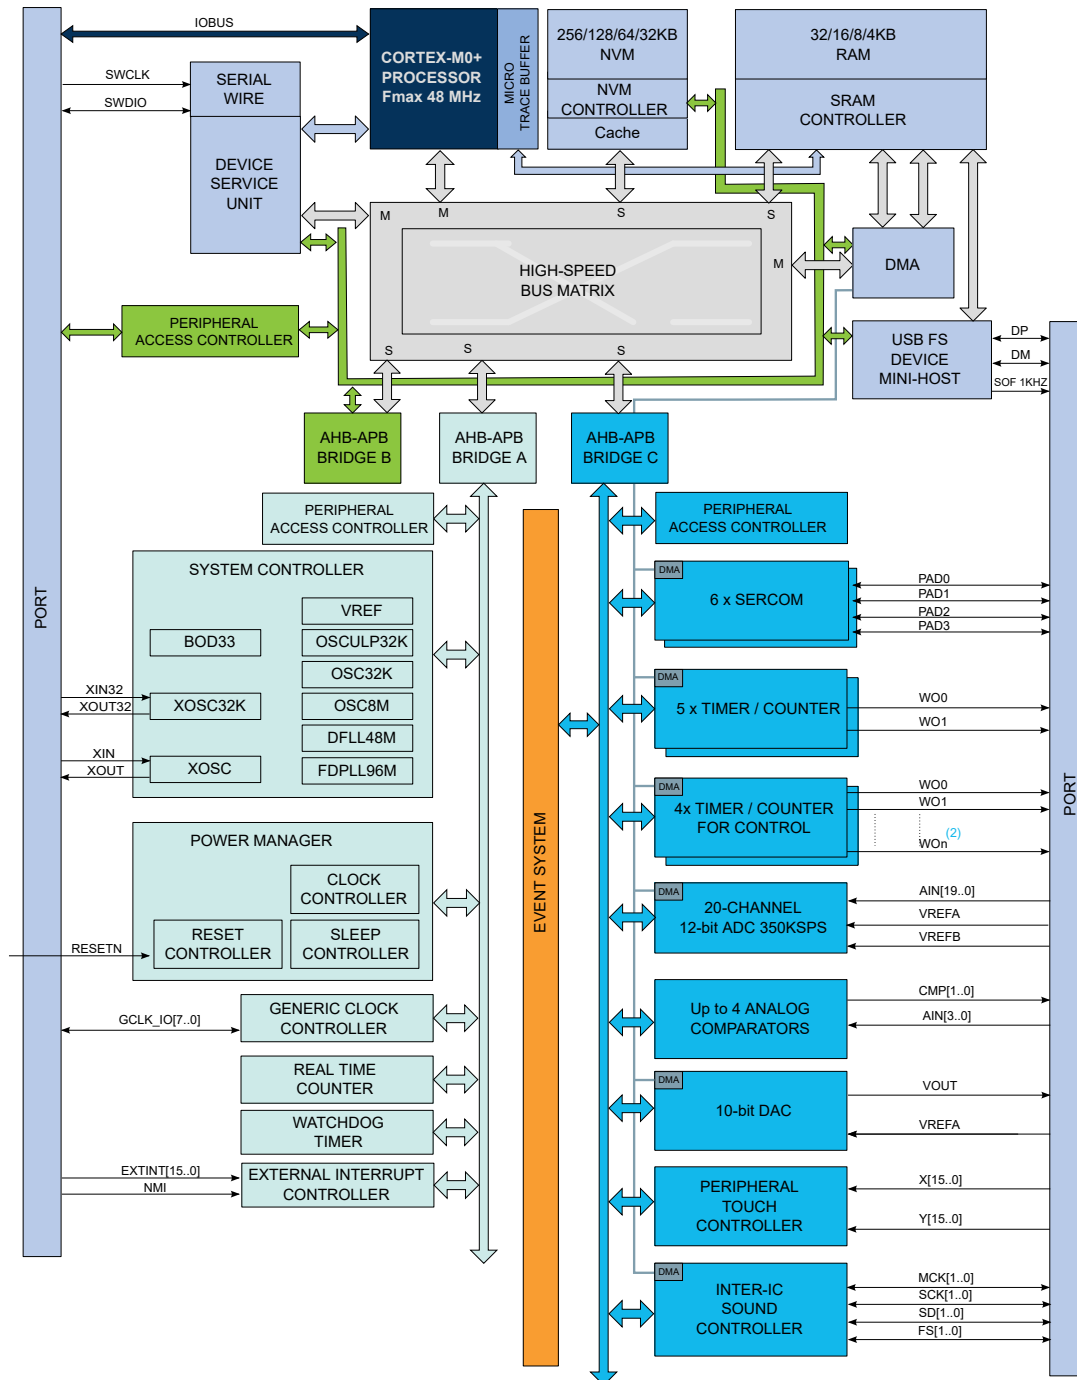 IOBUS
CORTEX-M0+
PROCESSOR
Fmax 48 MHz
MICRO
TRACE BUFFER
256/128/64/32KB
NVM
NVM
CONTROLLER
Cache
32/16/8/4KB
RAM
SRAM
CONTROLLER
SWCLK
SWDIO
SERIAL
WIRE
DEVICE
SERVICE
UNIT
M
M
S
S
HIGH-SPEED
BUS MATRIX
M
DMA
PERIPHERAL
ACCESS CONTROLLER
S
S
S
USB FS
DEVICE
MINI-HOST
DP
DM
SOF 1KHZ
AHB-APB
BRIDGE B
AHB-APB
BRIDGE A
AHB-APB
BRIDGE C
PORT
PERIPHERAL
ACCESS CONTROLLER
SYSTEM CONTROLLER
VREF
BOD33
OSCULP32K
OSC32K
XIN32
XOUT32
XOSC32K
OSC8M
DFLL48M
XIN
XOUT
XOSC
FDPLL96M
POWER MANAGER
CLOCK
CONTROLLER
RESETN
RESET
CONTROLLER
SLEEP
CONTROLLER
GCLK_IO[7..0]
GENERIC CLOCK
CONTROLLER
REAL TIME
COUNTER
WATCHDOG
TIMER
EXTINT[15..0]
NMI
EXTERNAL INTERRUPT
CONTROLLER
EVENT SYSTEM
PERIPHERAL
ACCESS CONTROLLER
DMA
6 x SERCOM
PAD0
PAD1
PAD2
PAD3
DMA
5 x TIMER / COUNTER
WO0
WO1
DMA
4x TIMER / COUNTER
FOR CONTROL
WO0
WO1
(2)
WOn
DMA
20-CHANNEL
12-bit ADC 350KSPS
AIN[19..0]
VREFA
VREFB
Up to 4 ANALOG
COMPARATORS
CMP[1..0]
AIN[3..0]
DMA
10-bit DAC
VOUT
VREFA
PERIPHERAL
TOUCH
CONTROLLER
X[15..0]
Y[15..0]
DMA
INTER-IC
SOUND
CONTROLLER
MCK[1..0]
SCK[1..0]
SD[1..0]
FS[1..0]
PORT